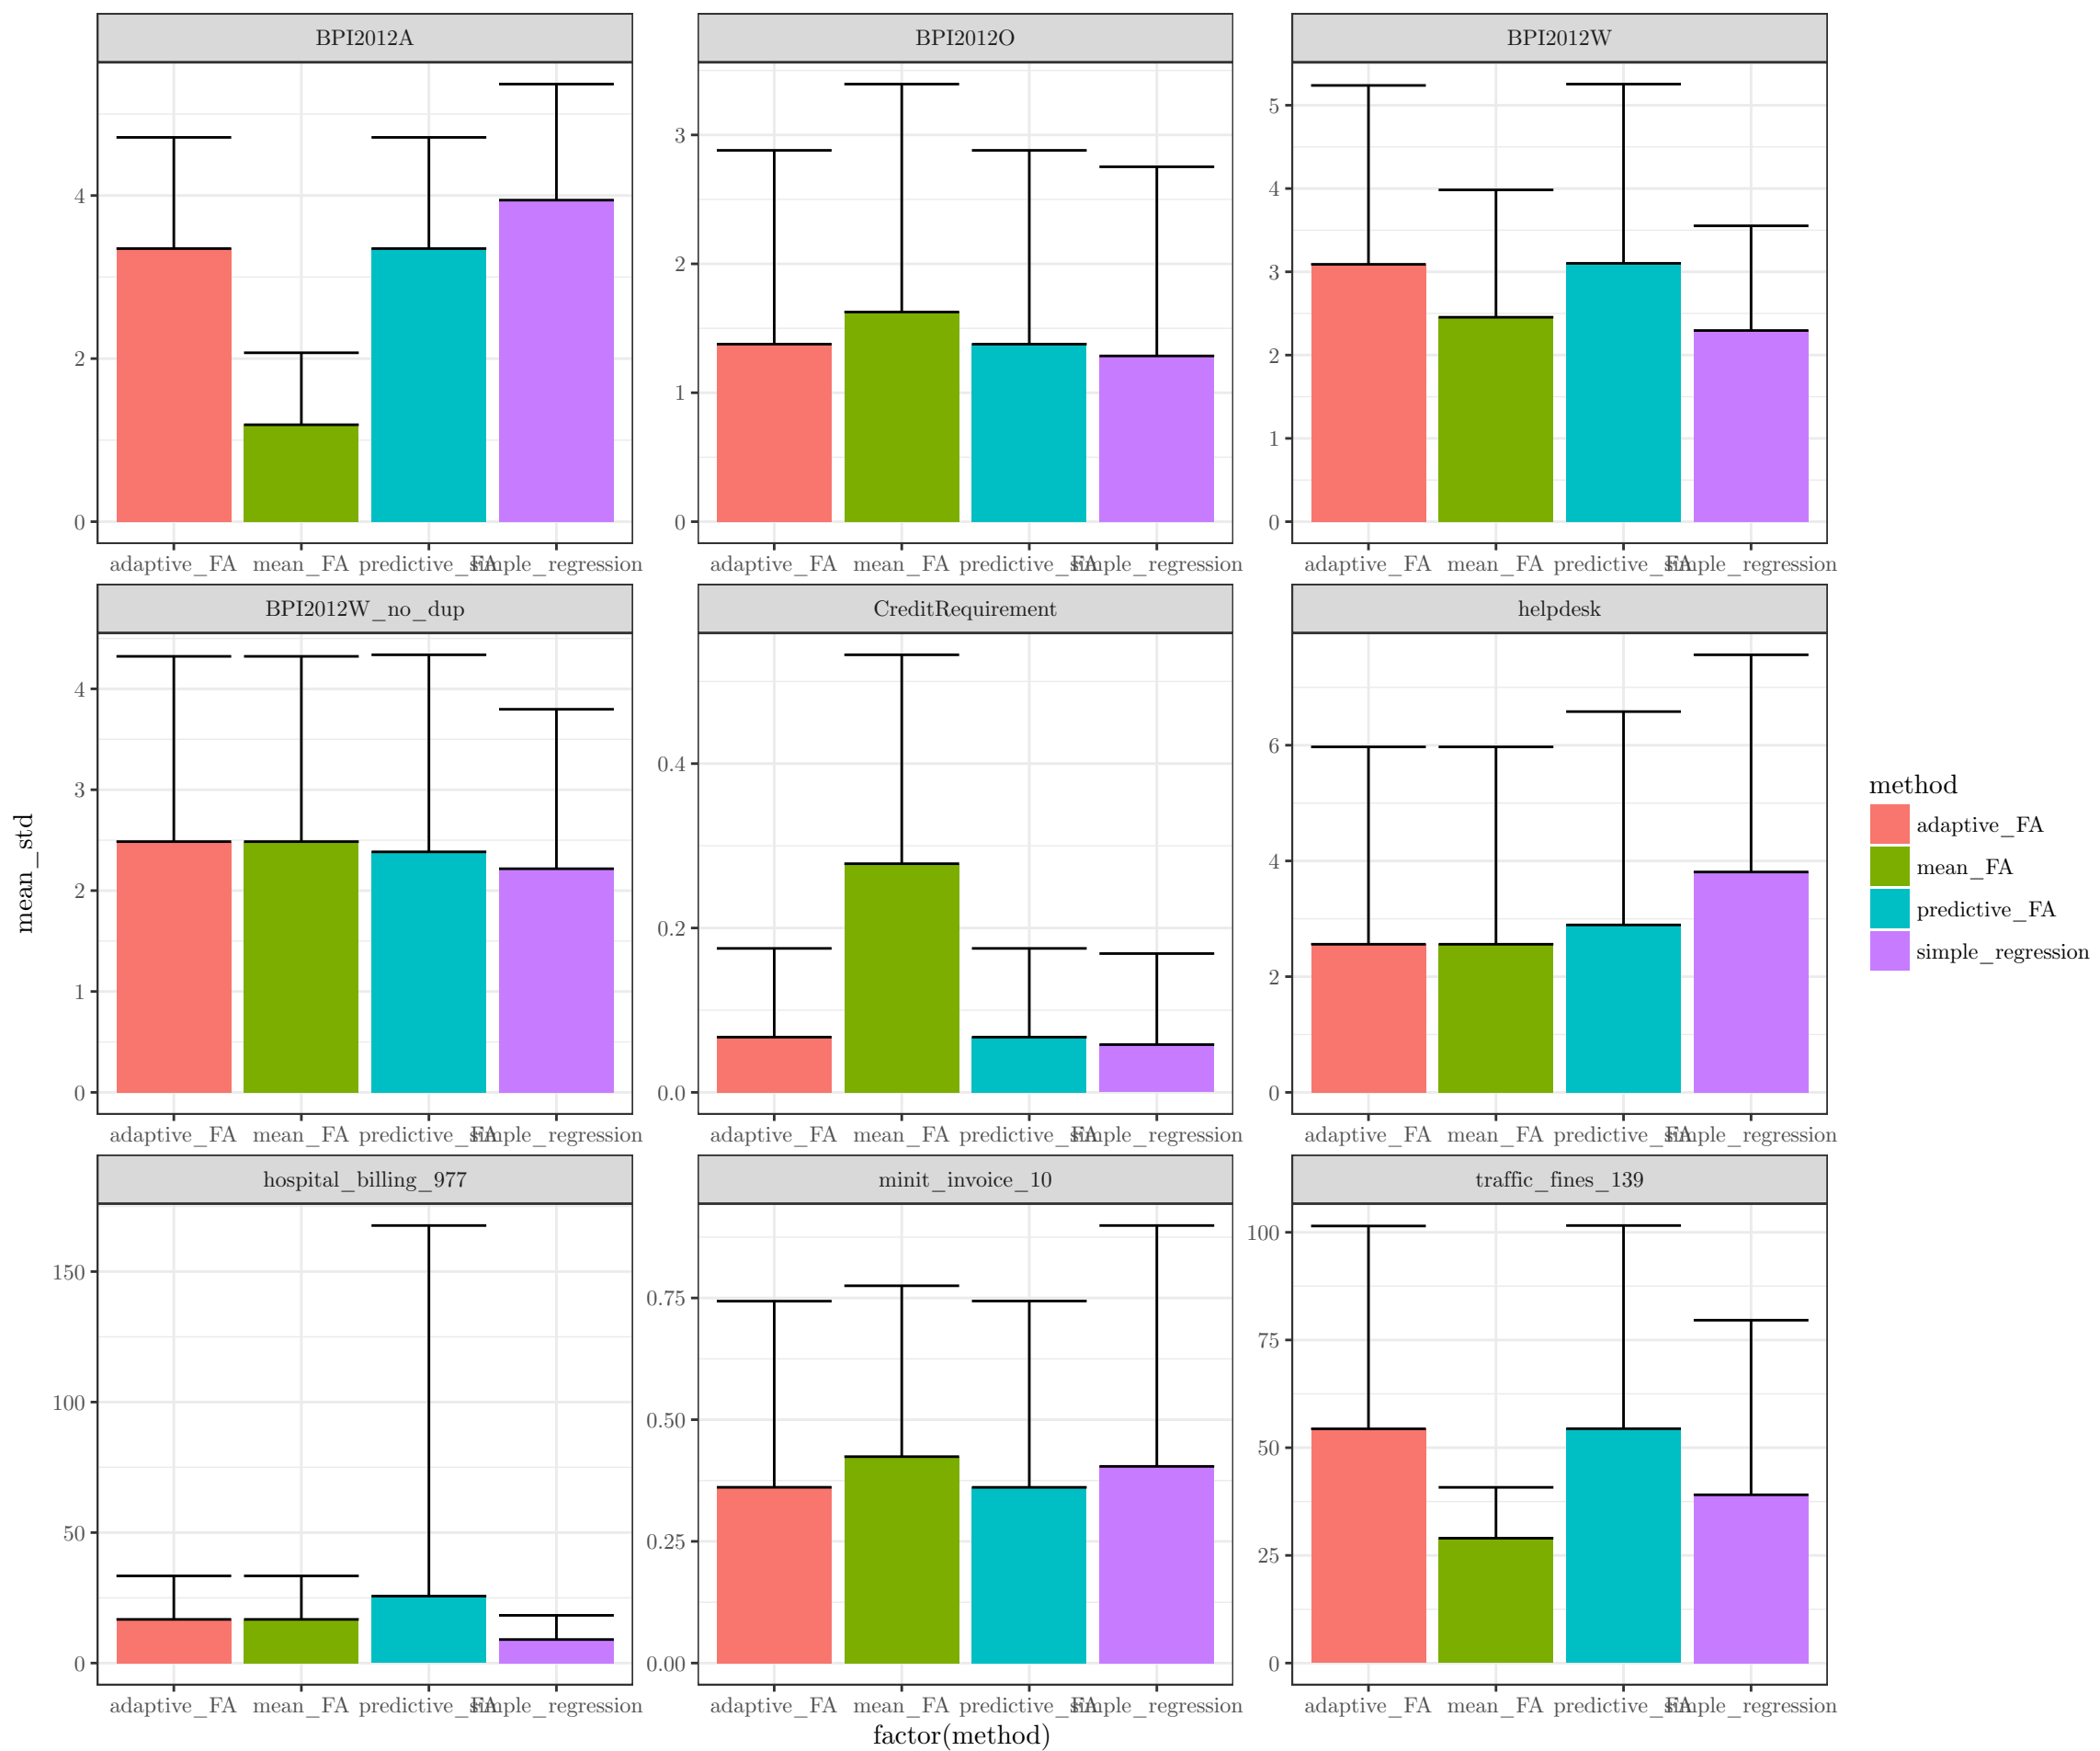 BPI2012A
BPI2012O
BPI2012W
4
2
0
3
2
1
0
5
4
3
2
1
0
adaptive_FA mean_FA predictive_FA simple_regression
adaptive_FA mean_FA predictive_FA simple_regression
adaptive_FA mean_FA predictive_FA simple_regression
BPI2012W_no_dup
CreditRequirement
helpdesk
4
3
2
1
0
0.4
0.2
0.0
6
4
2
0
adaptive_FA mean_FA predictive_FA simple_regression
adaptive_FA mean_FA predictive_FA simple_regression
adaptive_FA mean_FA predictive_FA simple_regression
hospital_billing_977
minit_invoice_10
traffic_fines_139
150
100
50
0
0.75
0.50
0.25
0.00
100
75
50
25
0
adaptive_FA mean_FA predictive_FA simple_regression
adaptive_FA mean_FA predictive_FA simple_regression
adaptive_FA mean_FA predictive_FA simple_regression
factor(method)
mean_std
method
adaptive_FA
mean_FA
predictive_FA
simple_regression